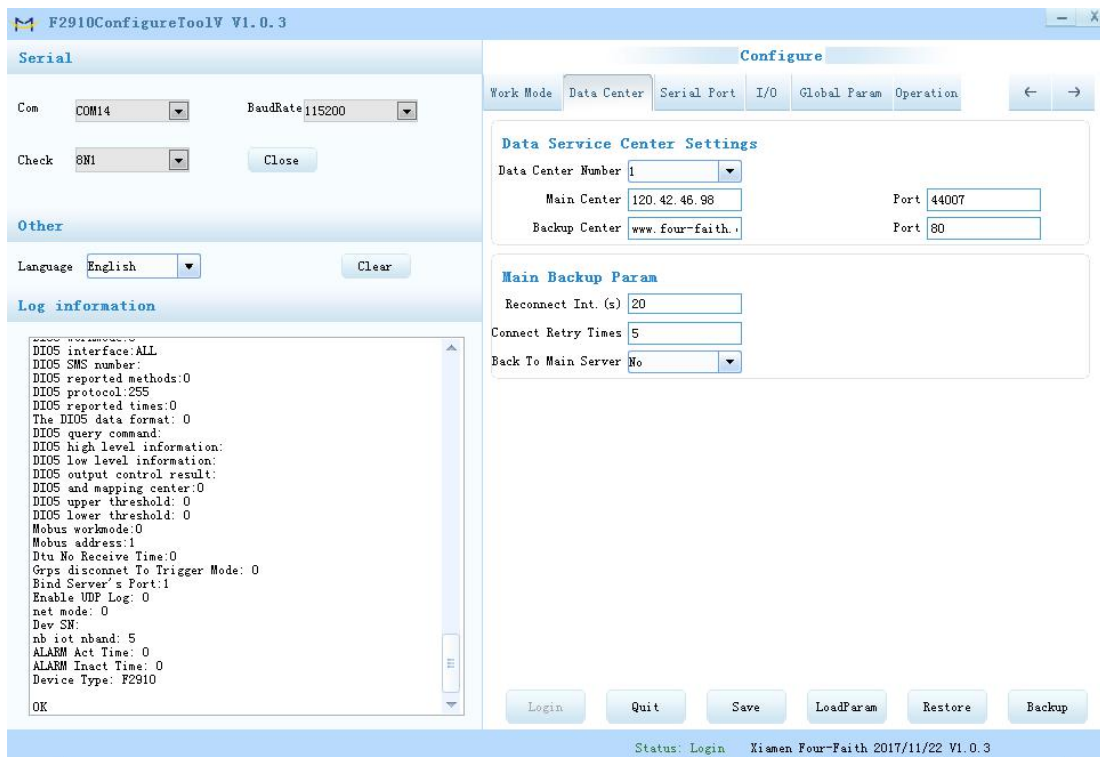 F2910ConfigureToolV V1.0.3
Serial
Com COM14 BaudRate 115200
Check 8N1 Close
Other
Language English Clear
Log information
DIO5 workmode:0
DIO5 interface:ALL
DIO5 SMS number:
DIO5 reported methods:0
DIO5 protocol:255
DIO5 reported times:0
The DIO5 data format: 0
DIO5 query command:
DIO5 high level information:
DIO5 low level information:
DIO5 output control result:
DIO5 and mapping center:0
DIO5 upper threshold: 0
DIO5 lower threshold: 0
Mobus workmode:0
Mobus address:1
Dtu No Receive Time:0
Grps disconnet To Trigger Mode: 0
Bind Server's Port:1
Enable UDP Log: 0
net mode: 0
Dev SN:
nb iot nband: 5
ALARM Act Time: 0
ALARM Inact Time: 0
Device Type: F2910
OK
Configure
Work Mode Data Center Serial Port I/O Global Param Operation ← →
Data Service Center Settings
Data Center Number 1
Main Center 120.42.46.98 Port 44007
Backup Center www.four-faith. Port 80
Main Backup Param
Reconnect Int.(s) 20
Connect Retry Times 5
Back To Main Server No
Login Quit Save LoadParam Restore Backup
Status: Login Xiamen Four-Faith 2017/11/22 V1.0.3